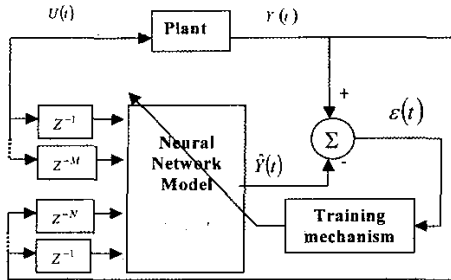 U(t)
Plant
Y(t)
+
ε(t)
Z⁻¹
Neural
Network
Model
Σ
Z⁻ᴹ
Ŷ(t)
-
Z⁻ᴺ
Training
mechanism
Z⁻¹